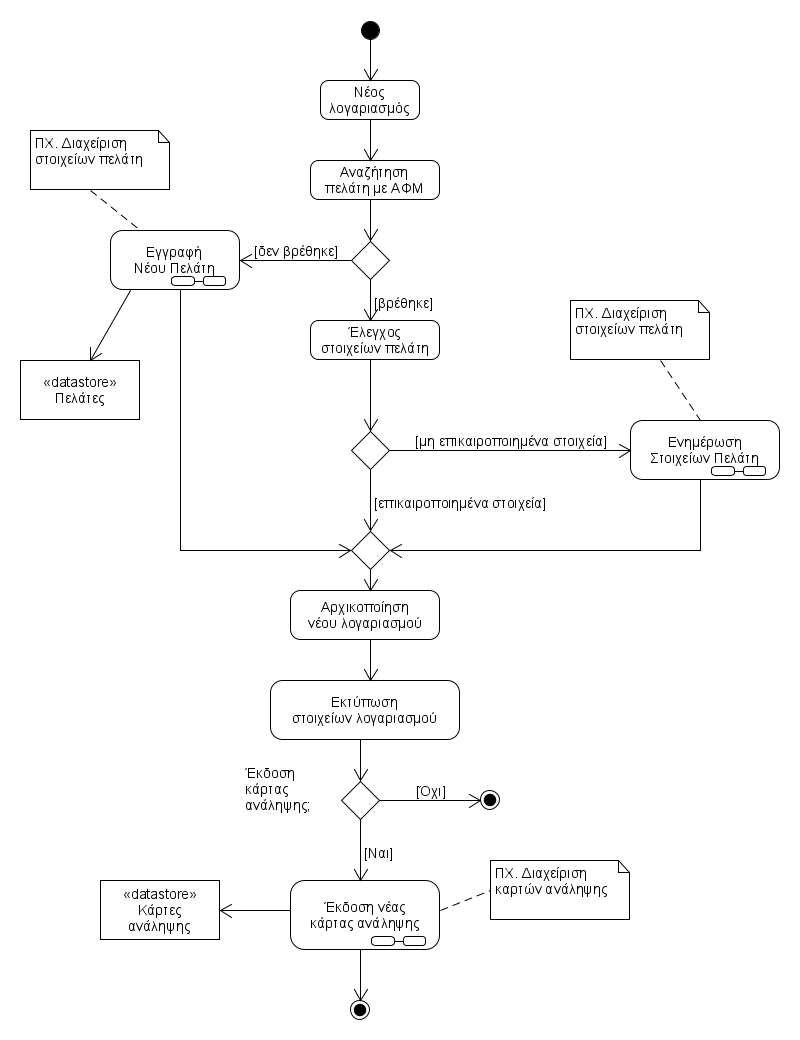 Νέος
λογαριασμός
ΠΧ. Διαχείριση
στοιχείων πελάτη
Αναζήτηση
πελάτη με ΑΦΜ
Εγγραφή
Νέου Πελάτη
[δεν βρέθηκε]
[βρέθηκε]
Έλεγχος
στοιχείων πελάτη
ΠΧ. Διαχείριση
στοιχείων πελάτη
«datastore»
Πελάτες
[μη επικαιροποιημένα στοιχεία]
Ενημέρωση
Στοιχείων Πελάτη
[επικαιροποιημένα στοιχεία]
Αρχικοποίηση
νέου λογαριασμού
Εκτύπωση
στοιχείων λογαριασμού
Έκδοση
κάρτας
ανάληψης;
[Όχι]
[Ναι]
«datastore»
Κάρτες
ανάληψης
Έκδοση νέας
κάρτας ανάληψης
ΠΧ. Διαχείριση
καρτών ανάληψης